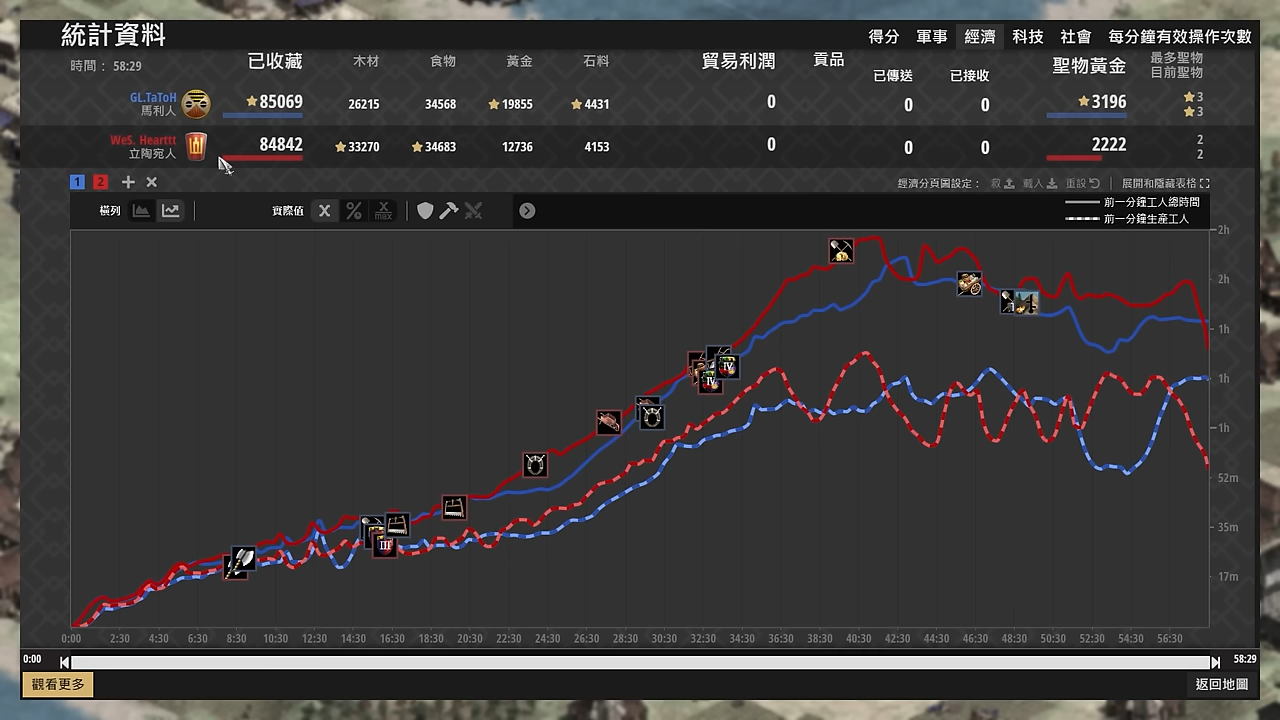 統計資料
得分 軍事 經濟 科技 社會 每分鐘有效操作次數
時間： 58:29
已收藏 木材 食物 黃金 石料 貿易利潤 貢品 已傳送 已接收 聖物黃金 最多聖物
目前聖物
GL.TaToH
馬利人
85069 26215 34568 19855 4431 0 0 0 3196 3
3
WeS. Hearttt
立陶宛人
84842 33270 34683 12736 4153 0 0 0 2222 2
2
1 2
經濟分頁圖設定： 載入 重設 展開和隱藏表格
橫列 實際值 X % X max
前一分鐘工人總時間
前一分鐘生產工人
2h
2h
1h
1h
1h
52m
35m
17m
III
IV
IV
0:00 2:30 4:30 6:30 8:30 10:30 12:30 14:30 16:30 18:30 20:30 22:30 24:30 26:30 28:30 30:30 32:30 34:30 36:30 38:30 40:30 42:30 44:30 46:30 48:30 50:30 52:30 54:30 56:30
0:00 58:29
觀看更多 返回地圖